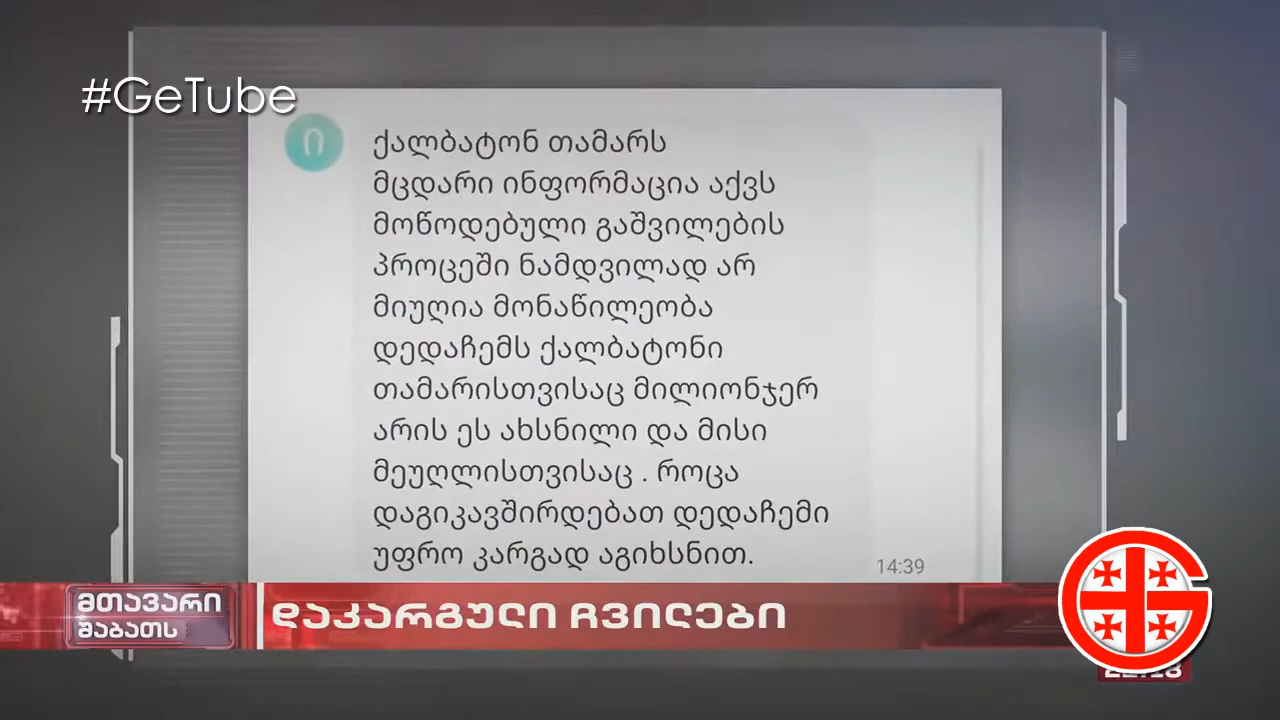 #GeTube
ი
ქალბატონ თამარს
მცდარი ინფორმაცია აქვს
მოწოდებული გაშვილების
პროცეში ნამდვილად არ
მიუღია მონაწილეობა
დედაჩემს ქალბატონი
თამარისთვისაც მილიონჯერ
არის ეს ახსნილი და მისი
მეუღლისთვისაც . როცა
დაგიკავშირდებათ დედაჩემი
უფრო კარგად აგიხსნით.
14:39
მთავარი
შაბათს
დაკარგული ჩვილები